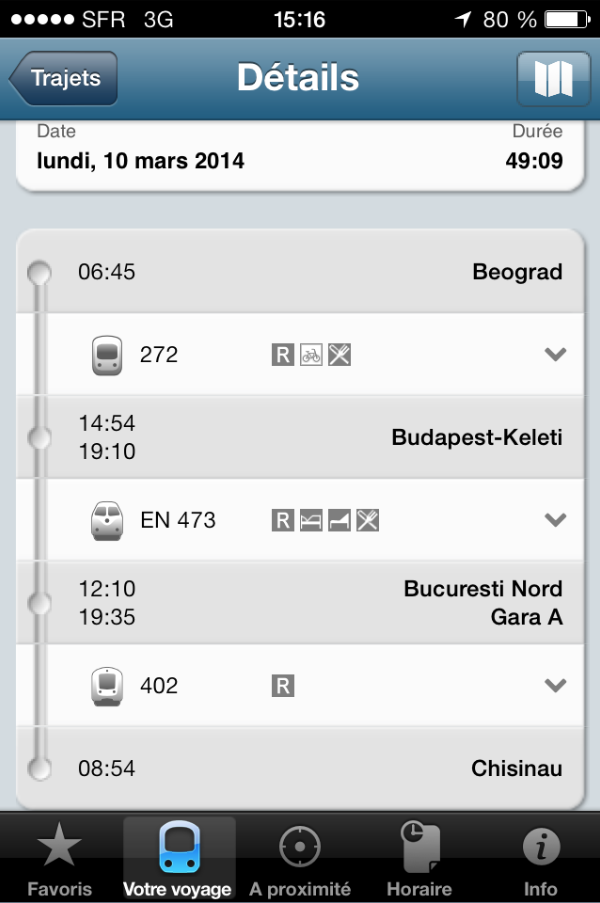 SFR 3G 15:16 80 %
Trajets Détails
Date Durée
lundi, 10 mars 2014 49:09
06:45 Beograd
272 R
14:54
19:10
Budapest-Keleti
EN 473 R
12:10
19:35
Bucuresti Nord
Gara A
402 R
08:54 Chisinau
Favoris Votre voyage A proximité Horaire Info